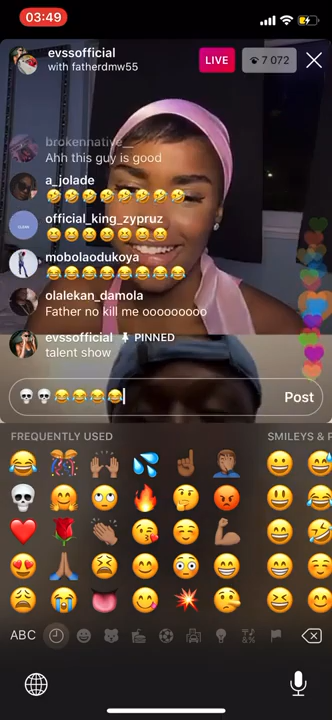 03:49
evssofficial
with fatherdmw55
LIVE
7 072
brokennative__
Ahh this guy is good
a_jolade
🤣🤣🤣🤣🤣🤣🤣🤣
official_king_zypruz
😆😆😆😆😆😆😆
mobolaodukoya
😂😂😂😂😂😂😂😂
olalekan_damola
Father no kill me ooooooooo
evssofficial PINNED
talent show
💀💀😂😂😂😂
Post
FREQUENTLY USED
SMILEYS & P
ABC